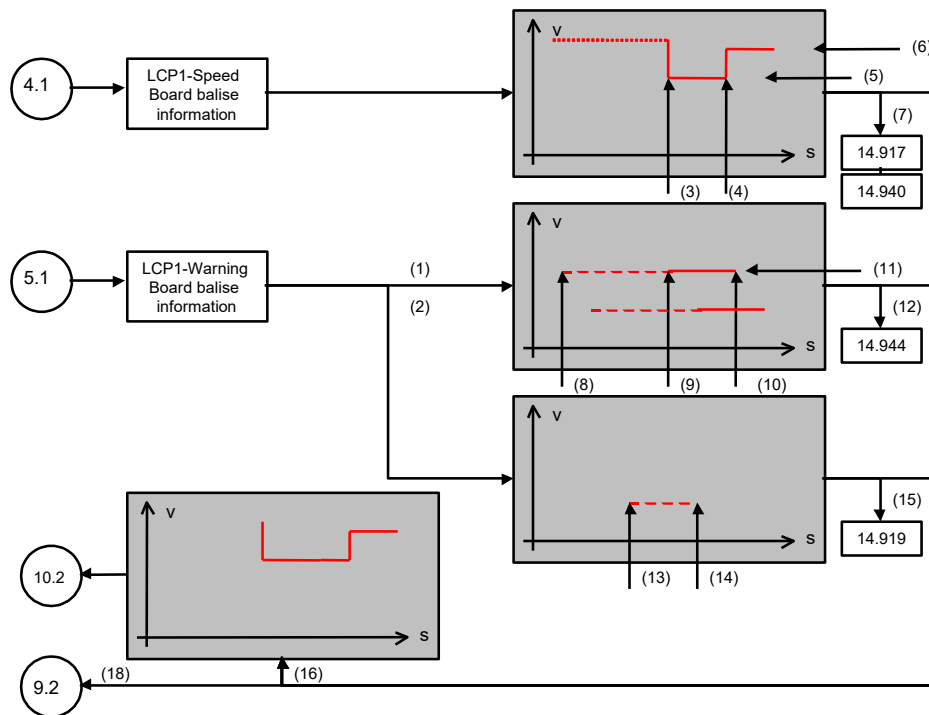 v
(6)
4.1
LCP1-Speed
Board balise
information
(5)
(7)
s
14.917
(3)
(4)
14.940
v
5.1
LCP1-Warning
Board balise
information
(1)
(2)
(11)
(12)
s
14.944
(8)
(9)
(10)
v
(15)
s
14.919
(13)
(14)
v
10.2
s
(18)
(16)
9.2